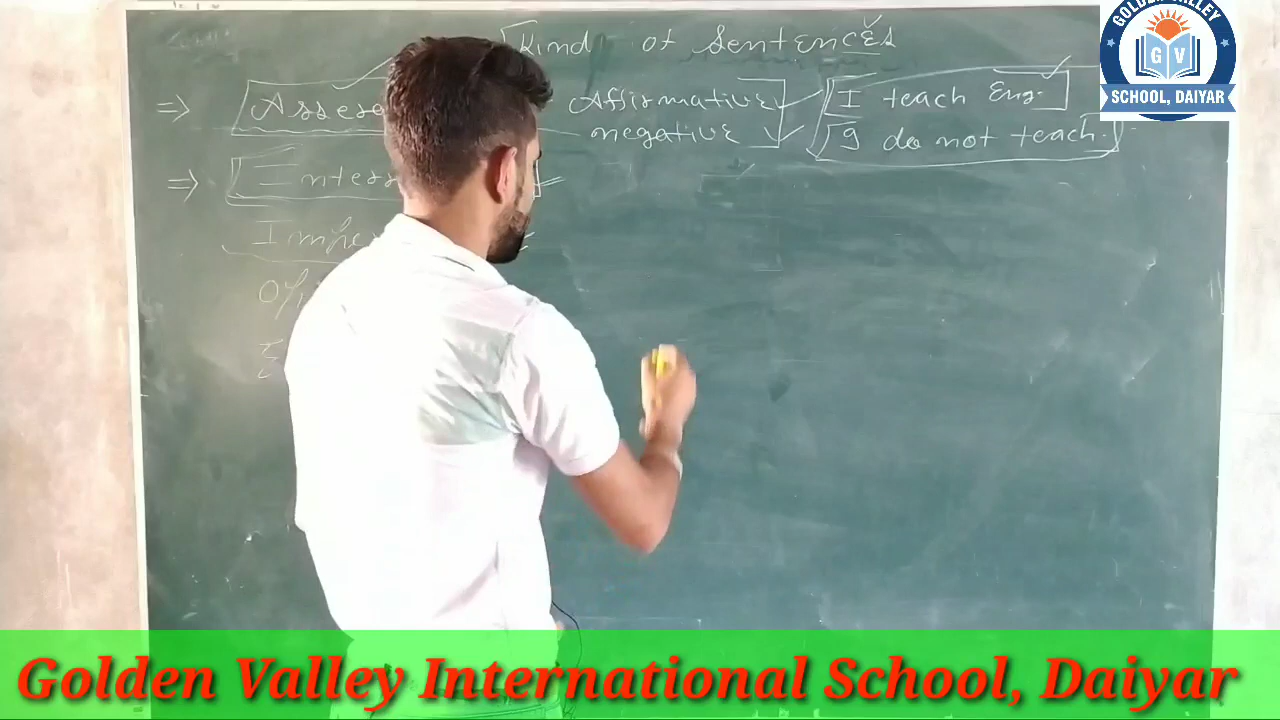 Kind of Sentences
⇒ Affirmative I teach Eng.
negative I do not teach.
⇒
GOLDEN VALLEY
G V
SCHOOL, DAIYAR
Golden Valley International School, Daiyar